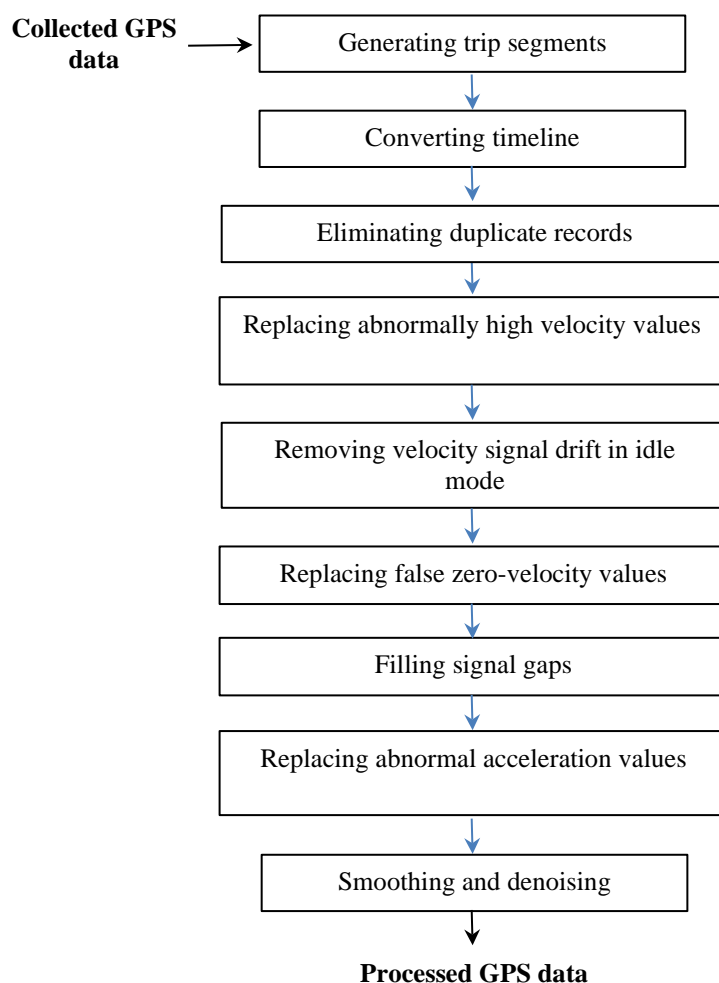 Collected GPS
data
Generating trip segments
Converting timeline
Eliminating duplicate records
Replacing abnormally high velocity values
Removing velocity signal drift in idle
mode
Replacing false zero-velocity values
Filling signal gaps
Replacing abnormal acceleration values
Smoothing and denoising
Processed GPS data